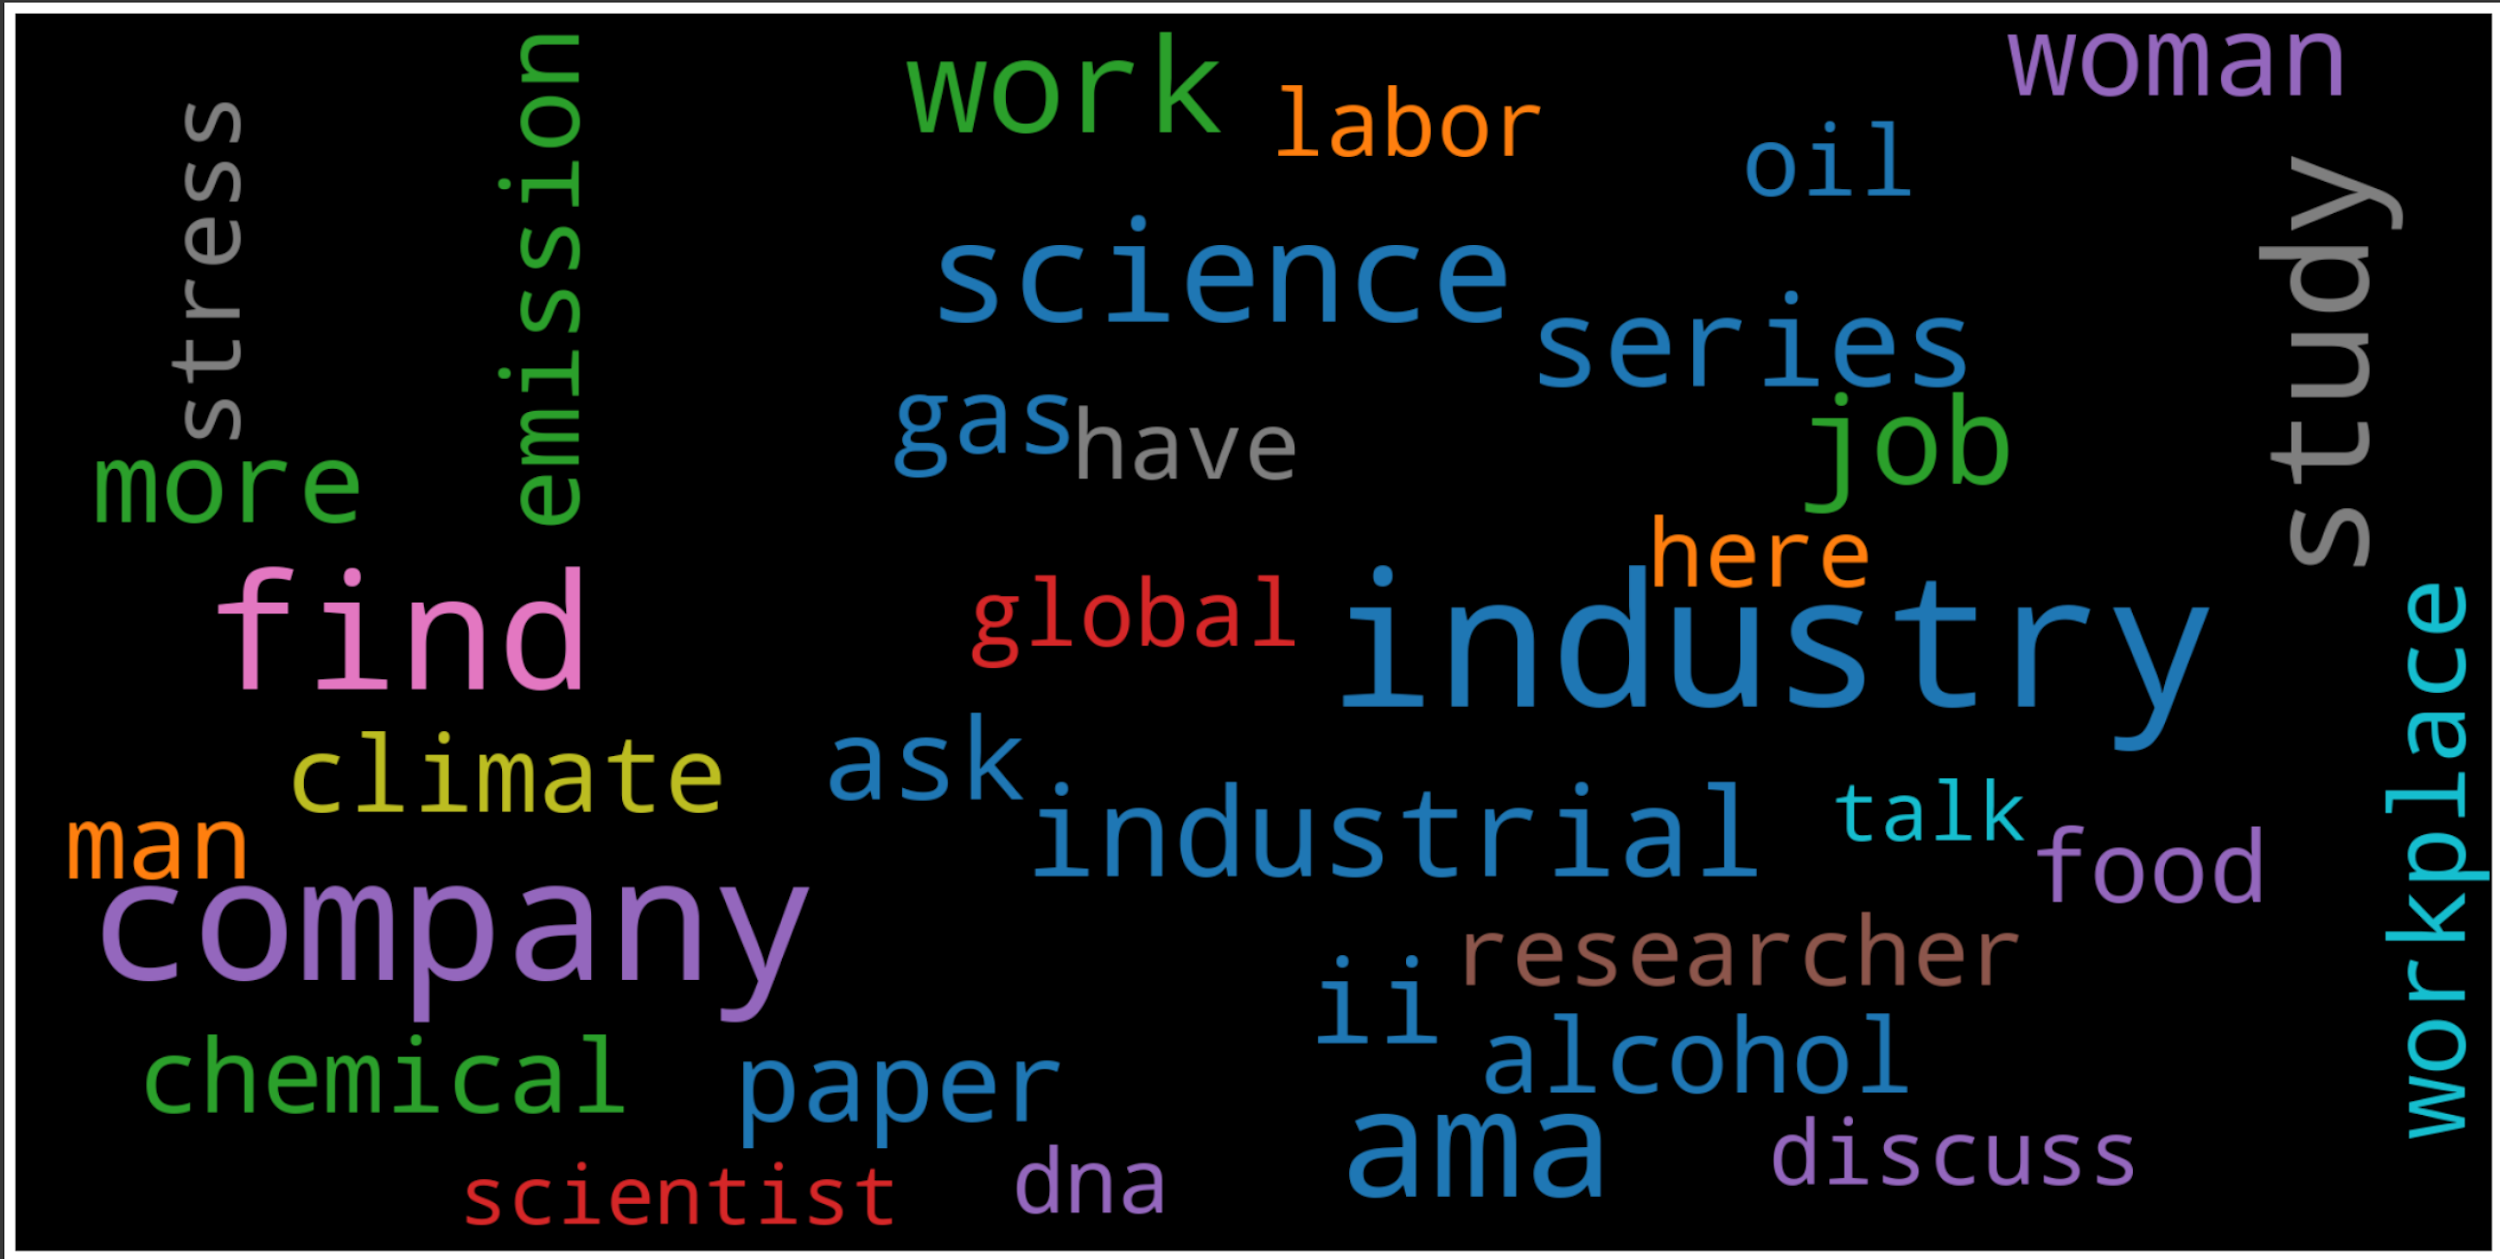 work
woman
labor
oil
stress
emission
science
study
series
gas
have
job
more
here
find
global
industry
climate
ask
industrial
talk
workplace
man
food
company
researcher
ii
alcohol
chemical
paper
ama
discuss
scientist
dna